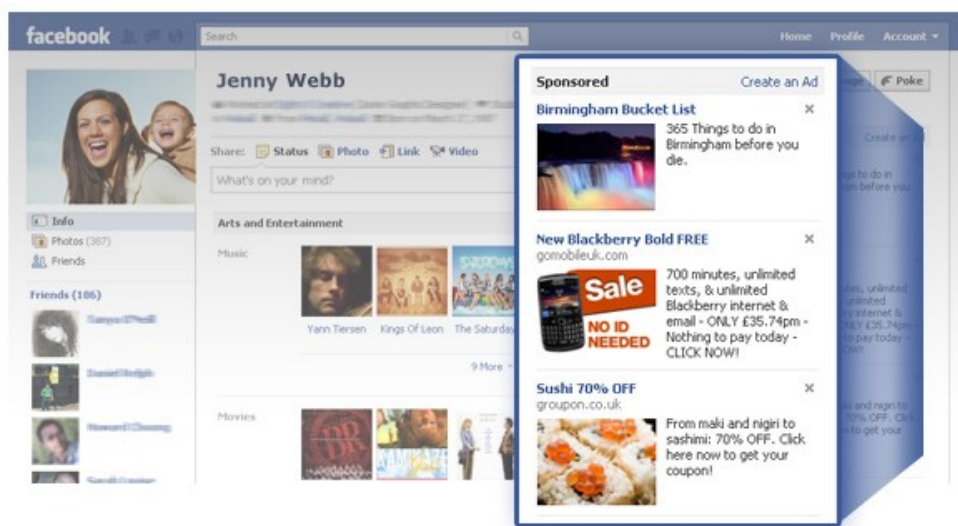 facebook
Search
Home Profile Account
Jenny Webb
Share: Status Photo Link Video
What's on your mind?
Info
Photos (387)
Friends
Friends (186)
Arts and Entertainment
Music
Yann Tiersen Kings Of Leon The Saturday
9 More
Movies
Poke
Sponsored Create an Ad
Birmingham Bucket List
365 Things to do in
Birmingham before you
die.
New Blackberry Bold FREE
gomobileuk.com
Sale
NO ID
NEEDED
700 minutes, unlimited
texts, & unlimited
Blackberry internet &
email - ONLY £35.74pm -
Nothing to pay today -
CLICK NOW!
Sushi 70% OFF
groupon.co.uk
From maki and nigiri to
sashimi: 70% OFF. Click
here now to get your
coupon!